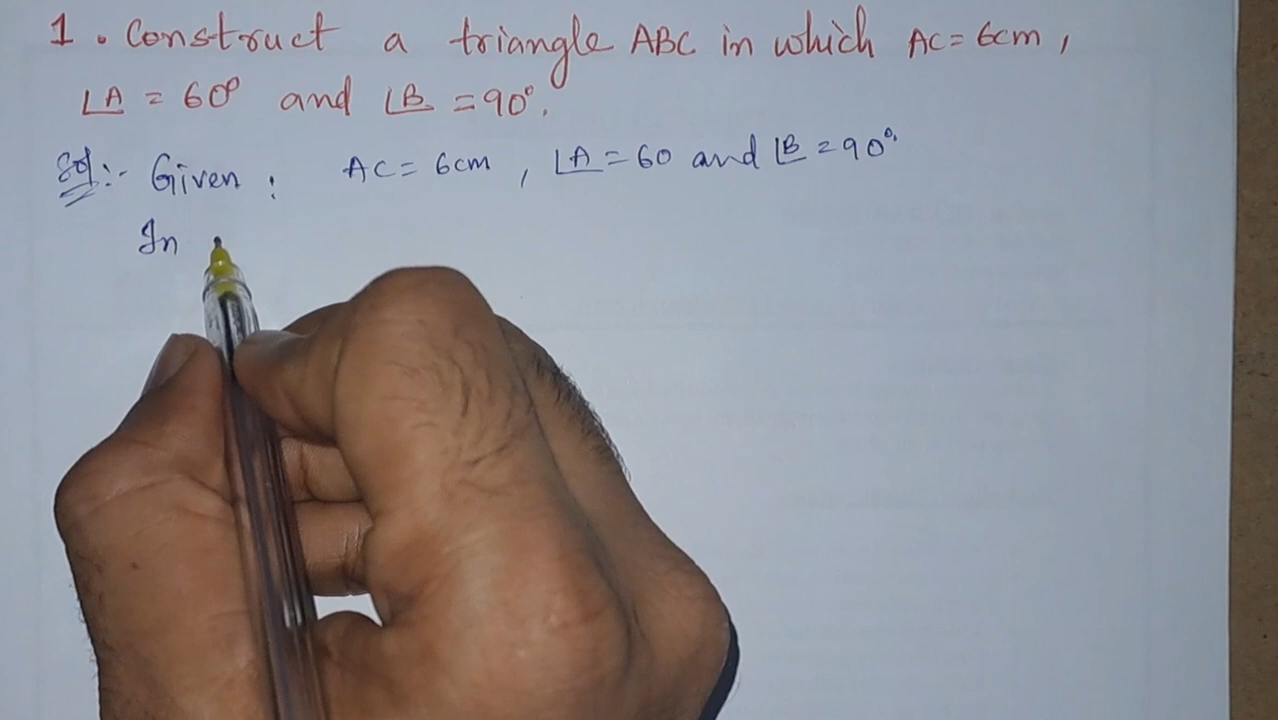 1. Construct a triangle ABC in which AC= 6cm,
∠A = 60° and ∠B = 90°.
Sol:- Given : AC= 6cm , ∠A = 60 and ∠B = 90°.
In